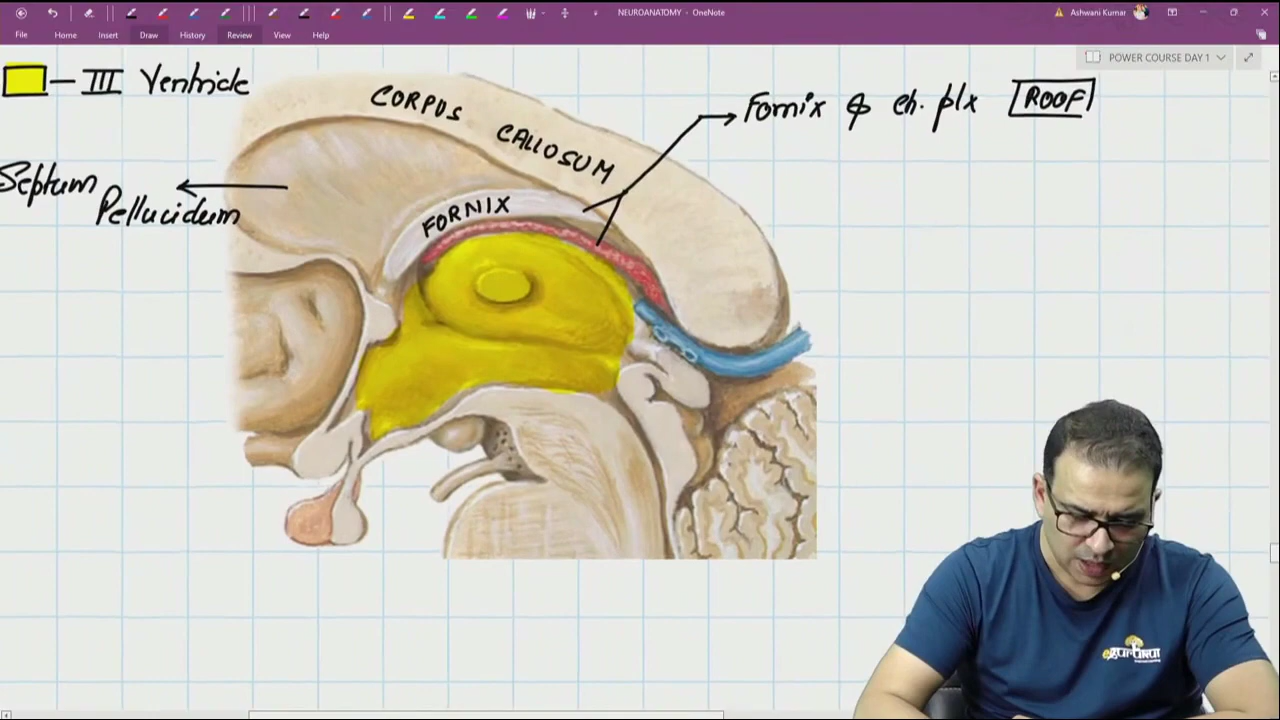 NEUROANATOMY - OneNote
Ashwani Kumar
File Home Insert Draw History Review View Help
POWER COURSE DAY 1
III Ventricle
CORPUS CALLOSUM
Fornix & ch. plx ROOF
Septum
Pellucidum
FORNIX
egurukul